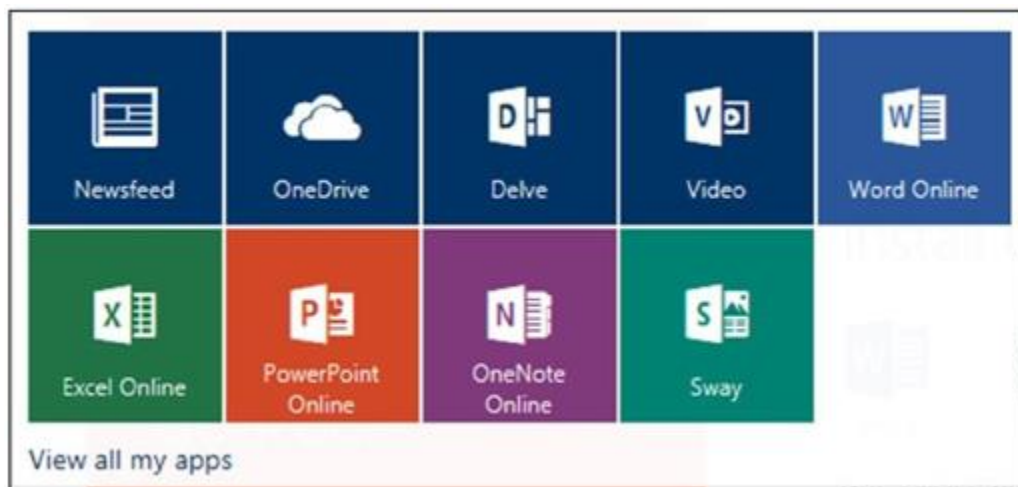 Newsfeed
OneDrive
Delve
Video
Word Online
Excel Online
PowerPoint
Online
OneNote
Online
Sway
View all my apps